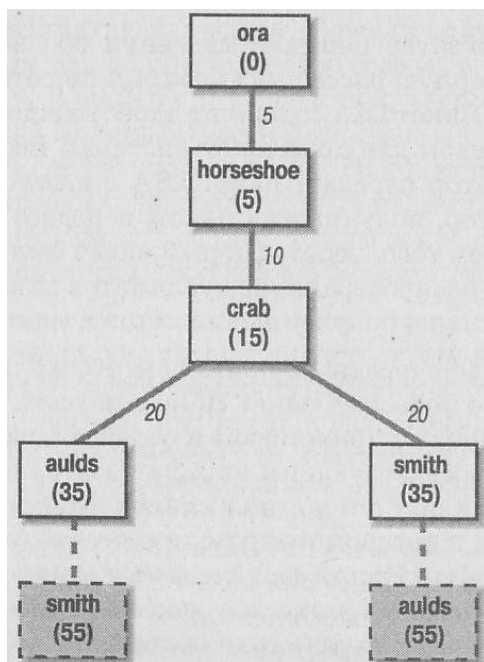 ora
(0)
5
horseshoe
(5)
10
crab
(15)
20
20
aulds
(35)
smith
(35)
smith
(55)
aulds
(55)